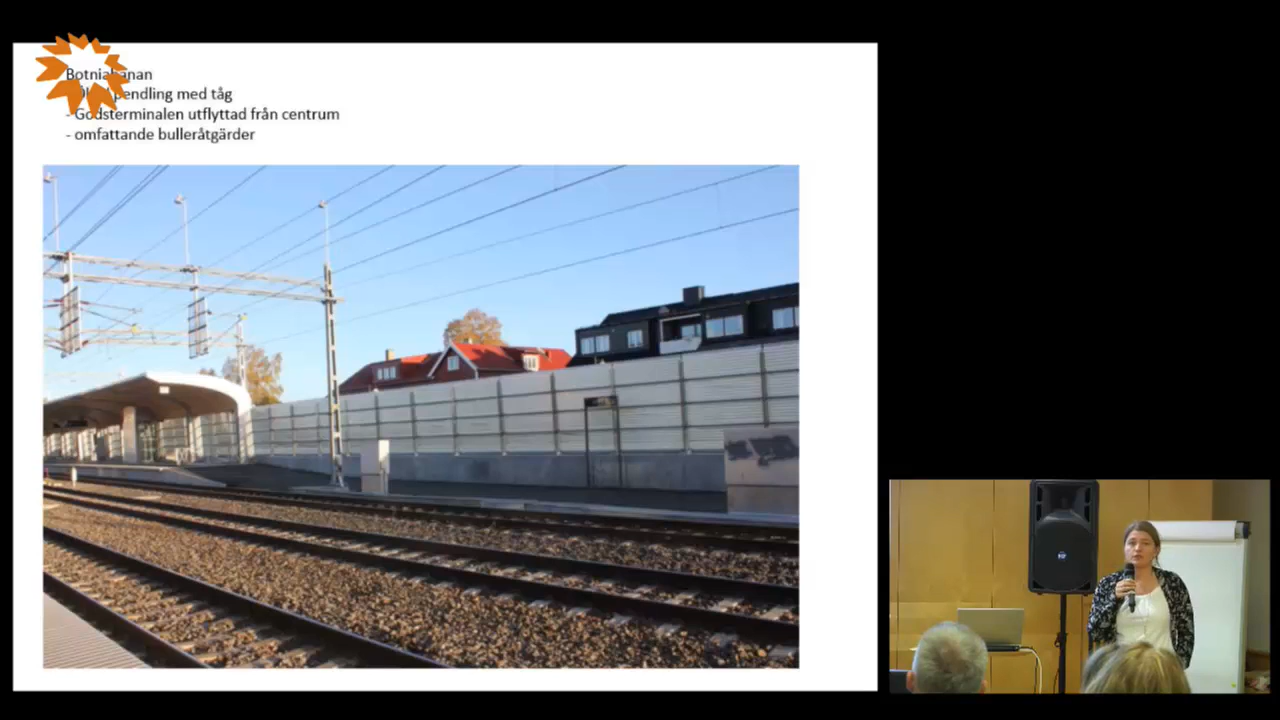 Botniabanan
pendling med tåg
- Godsterminalen utflyttad från centrum
- omfattande bulleråtgärder